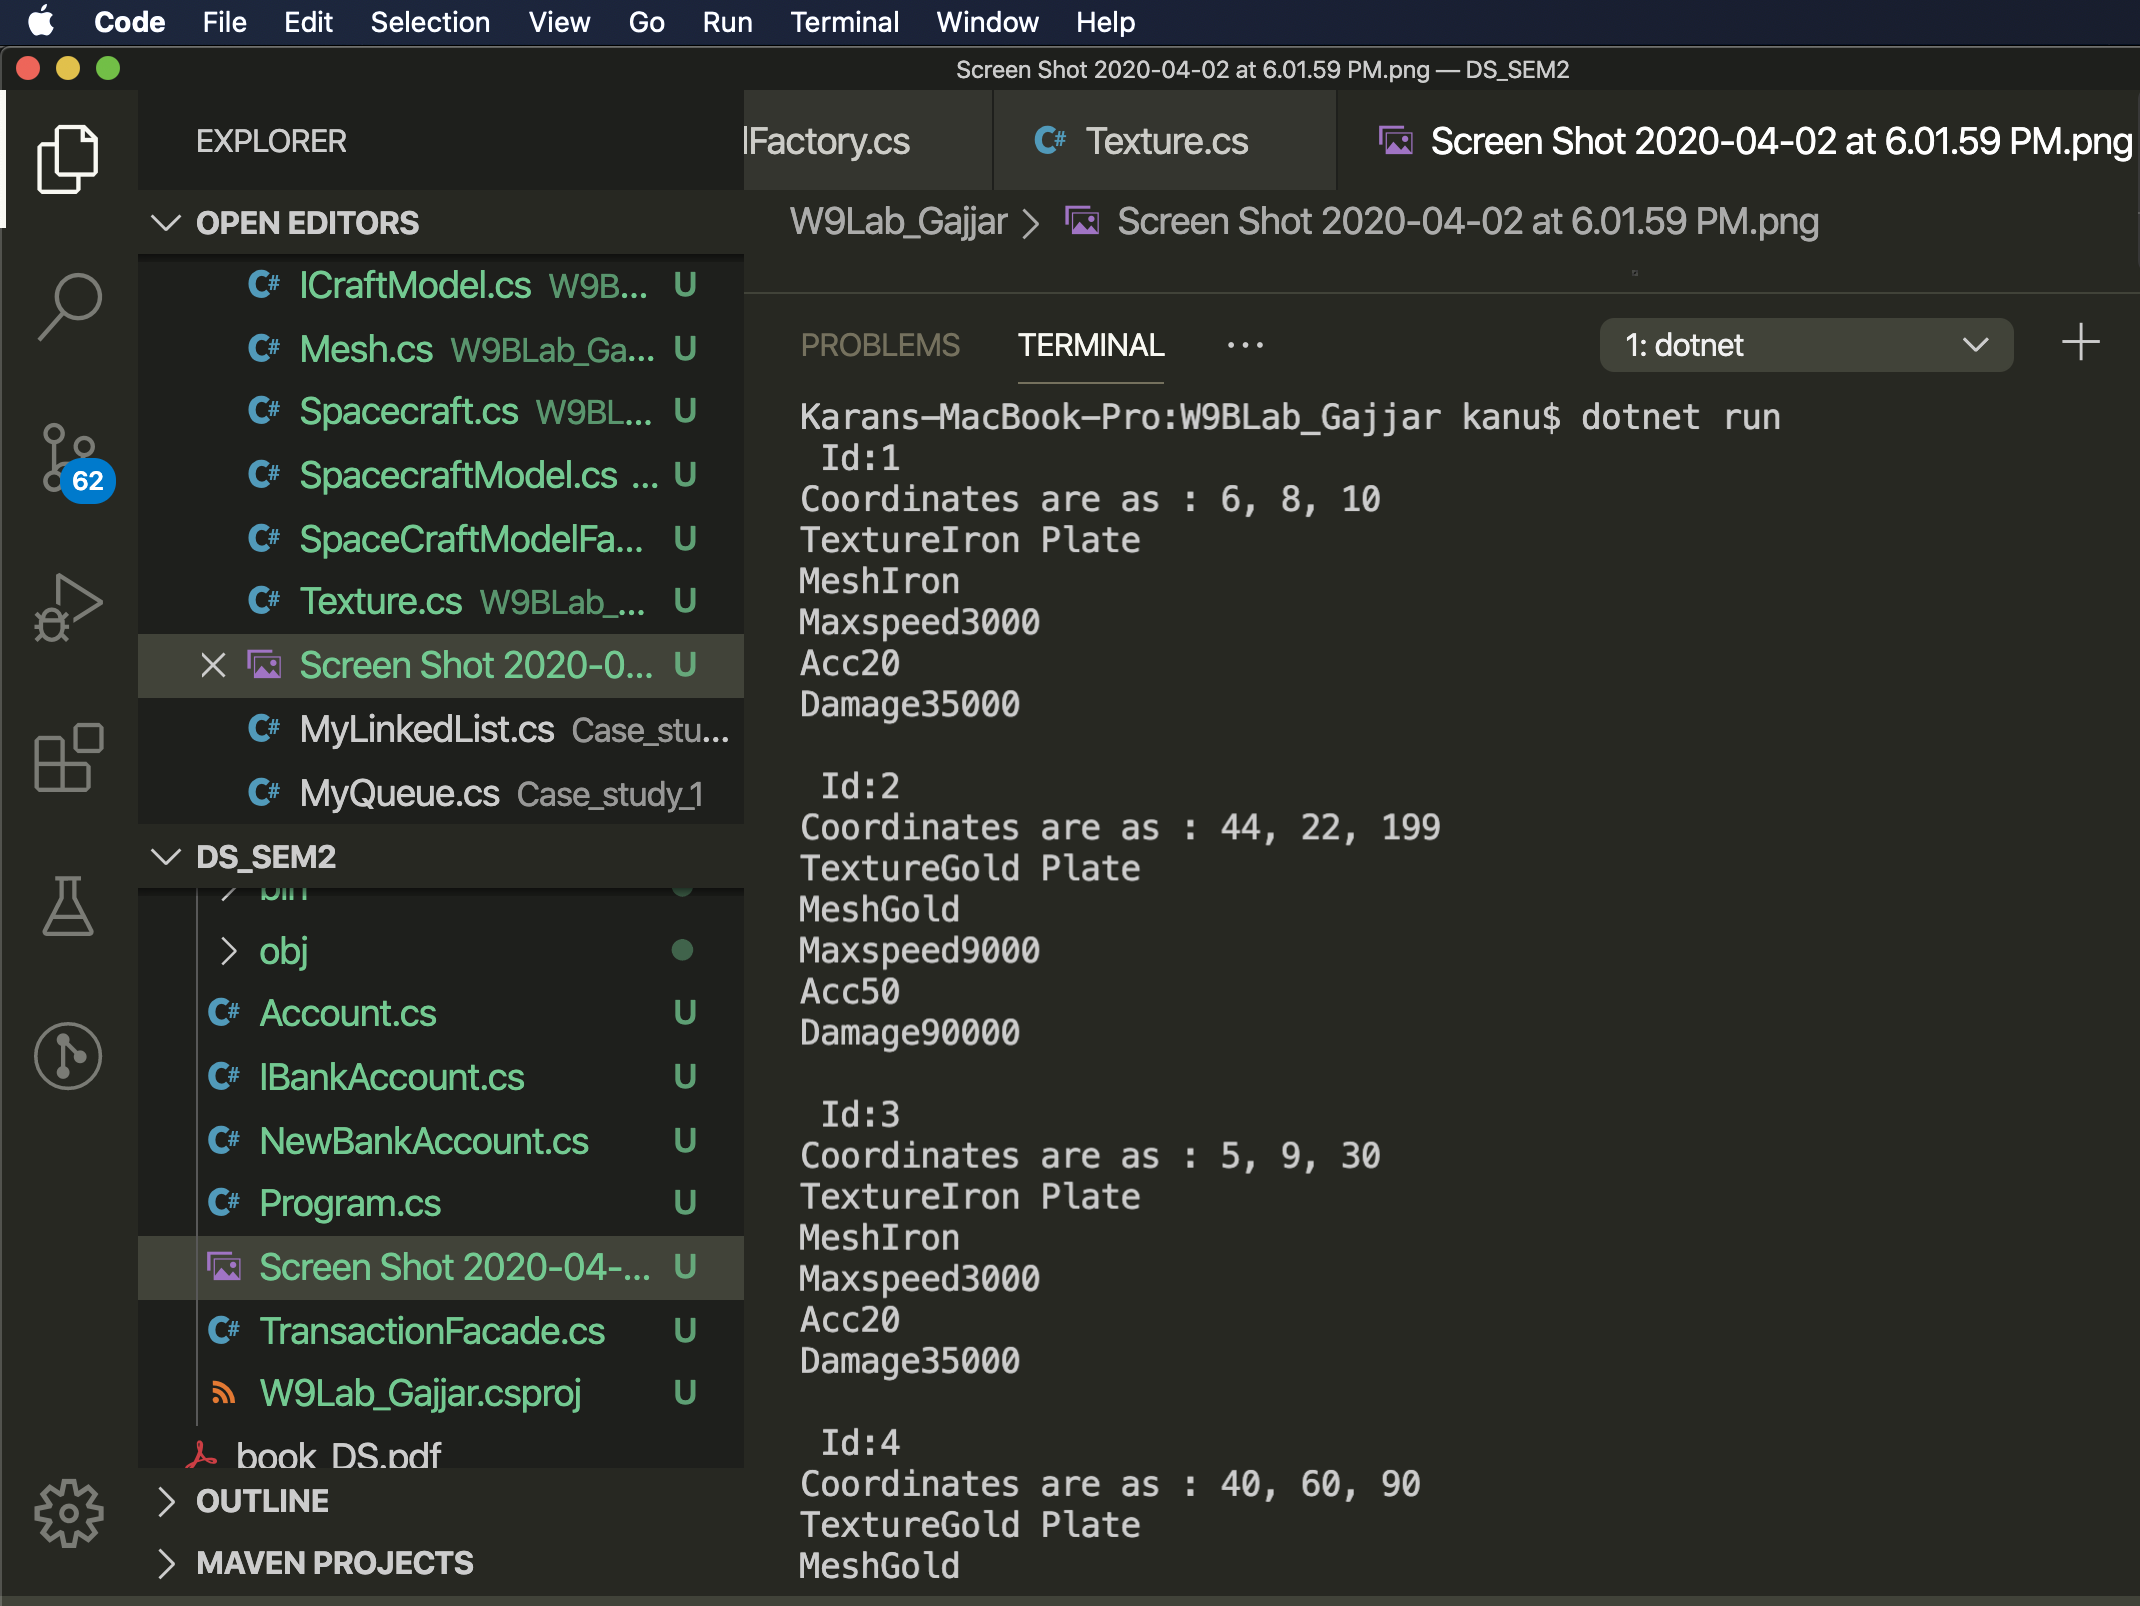 Code File Edit Selection View Go Run Terminal Window Help
Screen Shot 2020-04-02 at 6.01.59 PM.png — DS_SEM2
EXPLORER
OPEN EDITORS
C# ICraftModel.cs W9B... U
C# Mesh.cs W9BLab_Ga... U
C# Spacecraft.cs W9BL... U
C# SpacecraftModel.cs ... U
C# SpaceCraftModelFa... U
C# Texture.cs W9BLab_... U
Screen Shot 2020-0... U
C# MyLinkedList.cs Case_stu...
C# MyQueue.cs Case_study_1
DS_SEM2
bin
obj
C# Account.cs U
C# IBankAccount.cs U
C# NewBankAccount.cs U
C# Program.cs U
Screen Shot 2020-04-... U
C# TransactionFacade.cs U
W9Lab_Gajjar.csproj U
book_DS.pdf
OUTLINE
MAVEN PROJECTS
62
lFactory.cs C# Texture.cs Screen Shot 2020-04-02 at 6.01.59 PM.png
W9Lab_Gajjar > Screen Shot 2020-04-02 at 6.01.59 PM.png
PROBLEMS TERMINAL ... 1: dotnet
Karans-MacBook-Pro:W9BLab_Gajjar kanu$ dotnet run
Id:1
Coordinates are as : 6, 8, 10
TextureIron Plate
MeshIron
Maxspeed3000
Acc20
Damage35000
Id:2
Coordinates are as : 44, 22, 199
TextureGold Plate
MeshGold
Maxspeed9000
Acc50
Damage90000
Id:3
Coordinates are as : 5, 9, 30
TextureIron Plate
MeshIron
Maxspeed3000
Acc20
Damage35000
Id:4
Coordinates are as : 40, 60, 90
TextureGold Plate
MeshGold